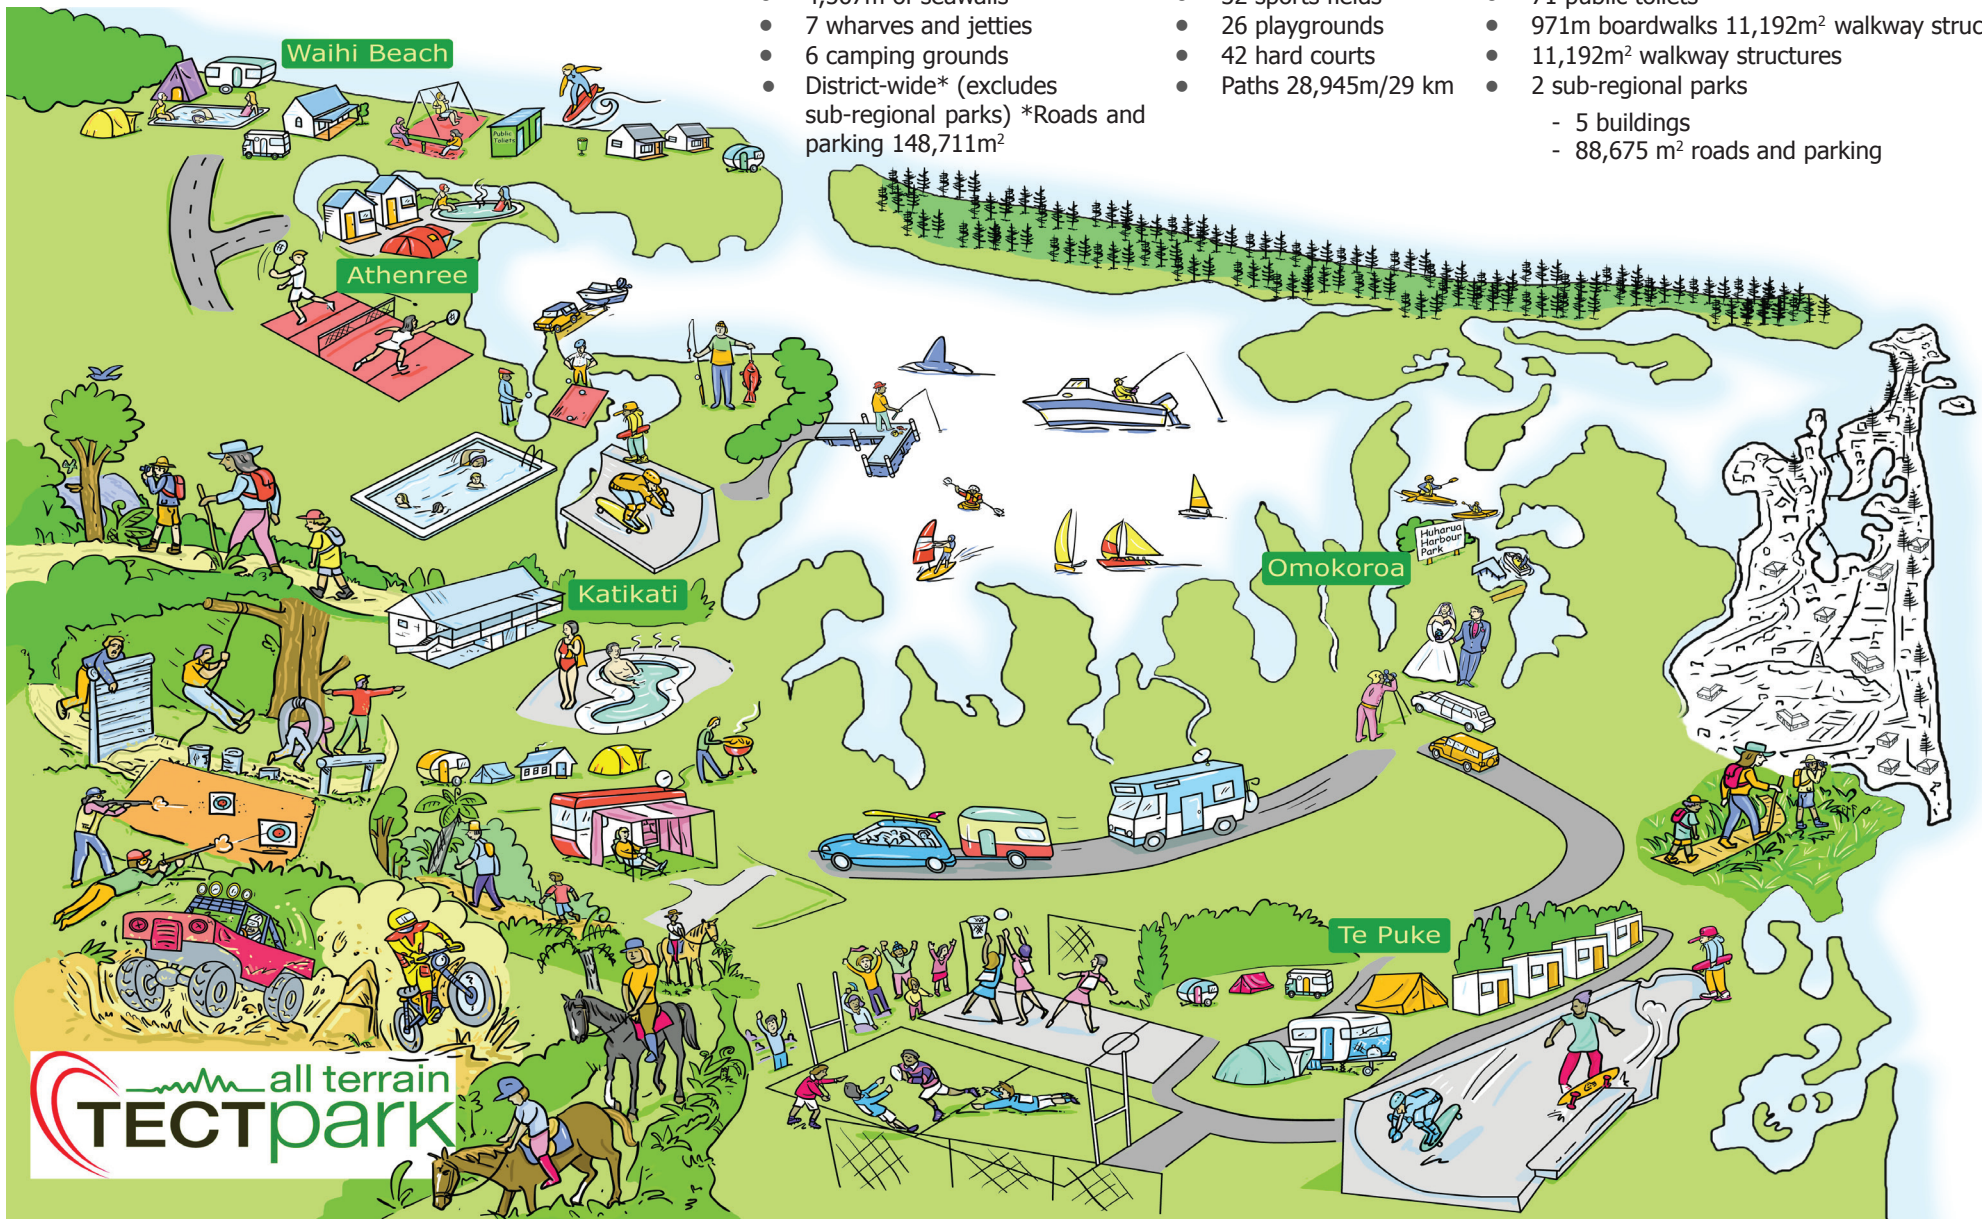 7 wharves and jetties
6 camping grounds
District-wide* (excludes
sub-regional parks) *Roads and
parking 148,711m²
26 playgrounds
42 hard courts
Paths 28,945m/29 km
971m boardwalks 11,192m² walkway struc
11,192m² walkway structures
2 sub-regional parks
- 5 buildings
- 88,675 m² roads and parking
Waihi Beach
Public
Toilets
Athenree
Katikati
Huharua
Harbour
Park
Omokoroa
Te Puke
all terrain
TECTpark